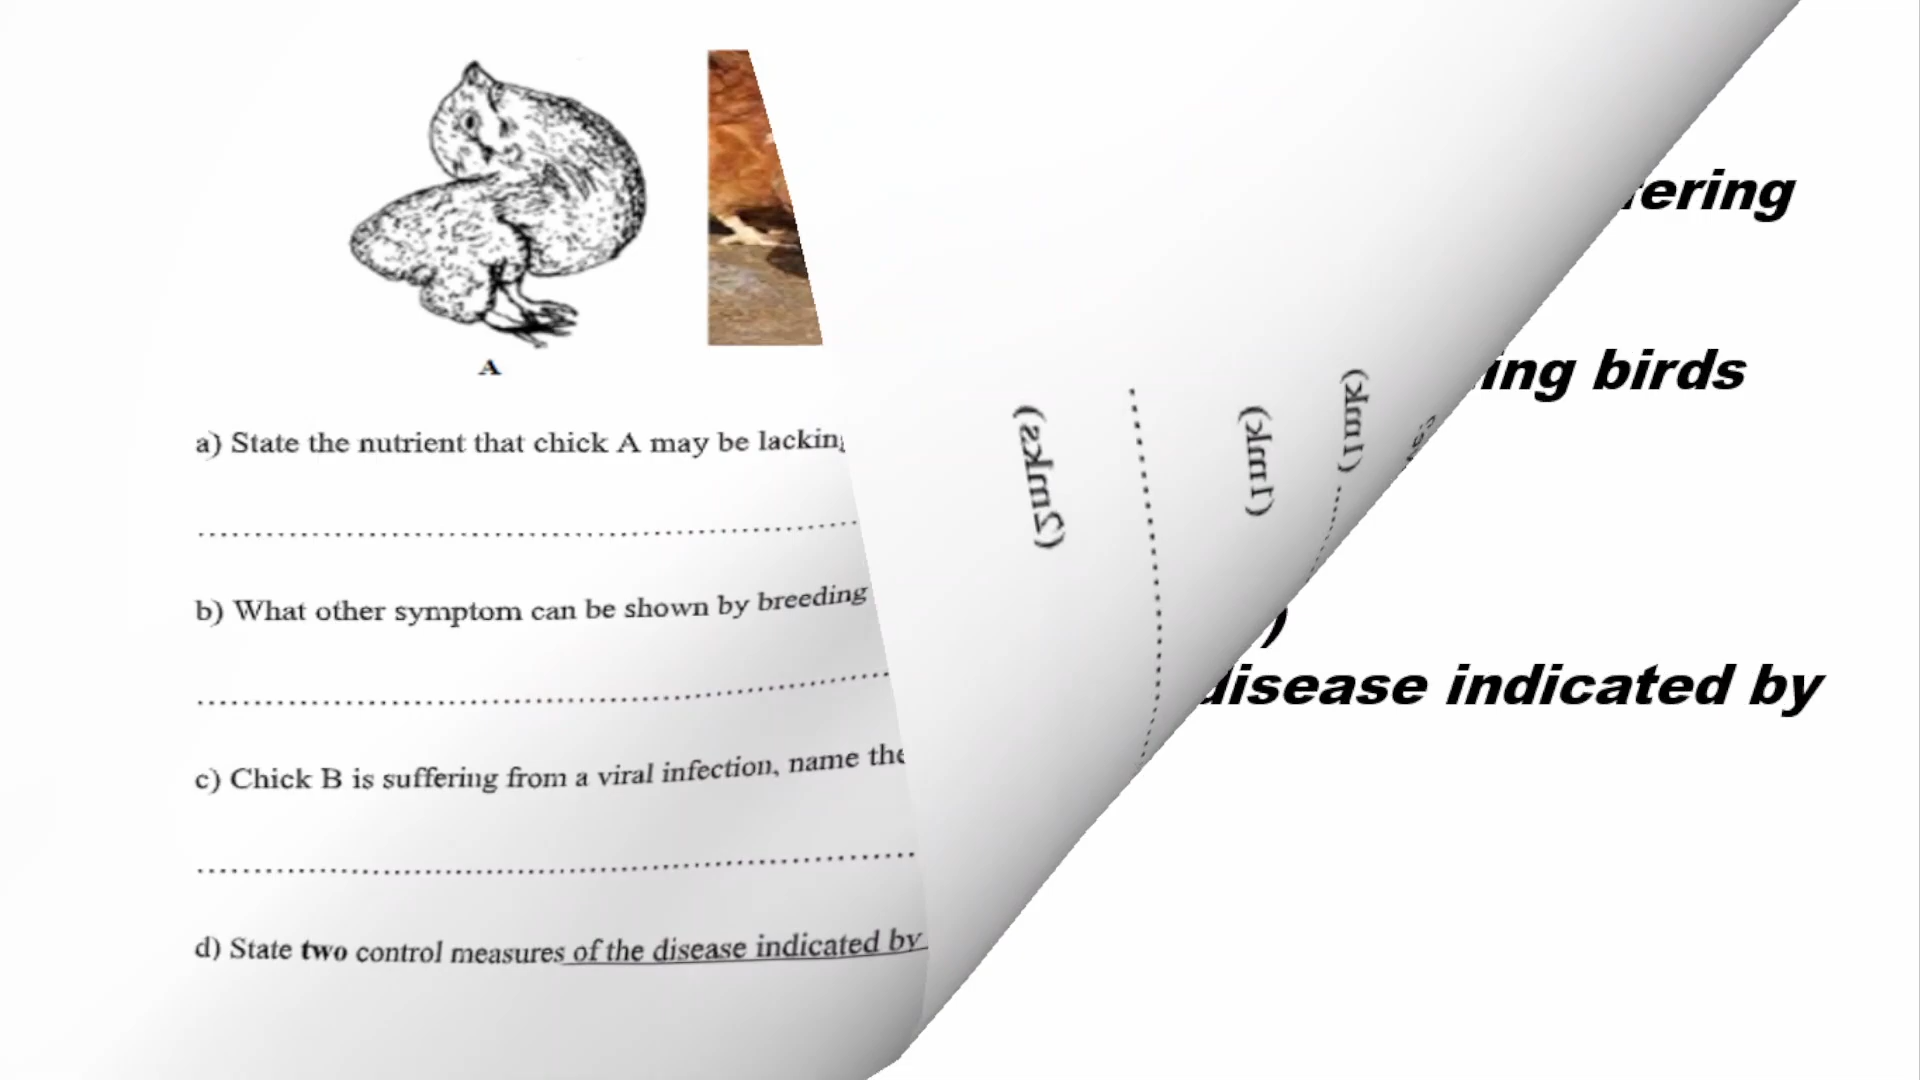 A
a) State the nutrient that chick A may be lacking
b) What other symptom can be shown by breeding
c) Chick B is suffering from a viral infection, name the
d) State two control measures of the disease indicated by
(2mks)
(1mk)
(1mk)
ing birds
)
disease indicated by